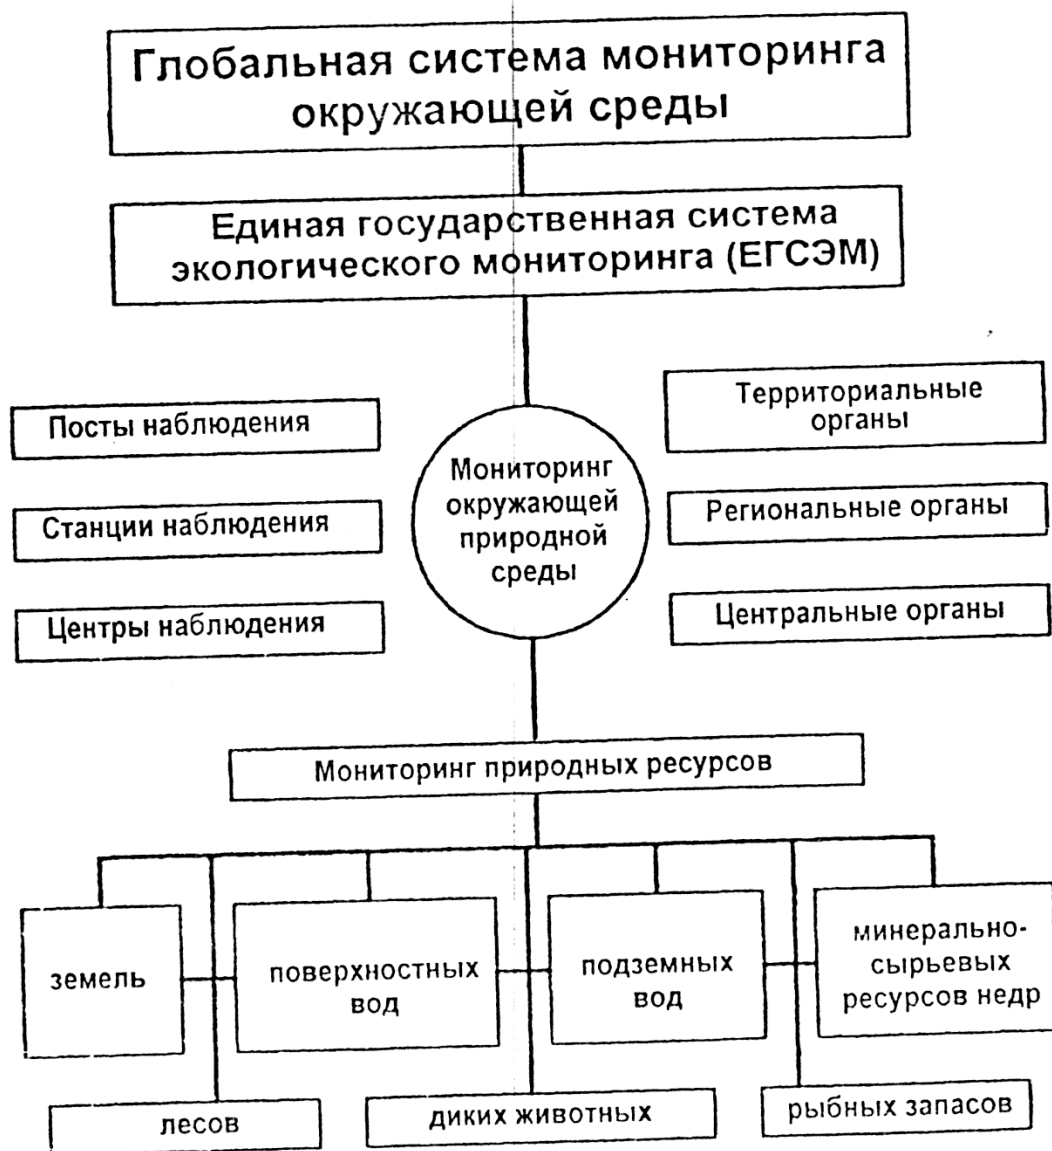 Глобальная система мониторинга
окружающей среды
Единая государственная система
экологического мониторинга (ЕГСЭМ)
Посты наблюдения
Станции наблюдения
Центры наблюдения
Мониторинг
окружающей
природной
среды
Территориальные
органы
Региональные органы
Центральные органы
Мониторинг природных ресурсов
земель
поверхностных
вод
подземных
вод
минерально-
сырьевых
ресурсов недр
лесов
диких животных
рыбных запасов